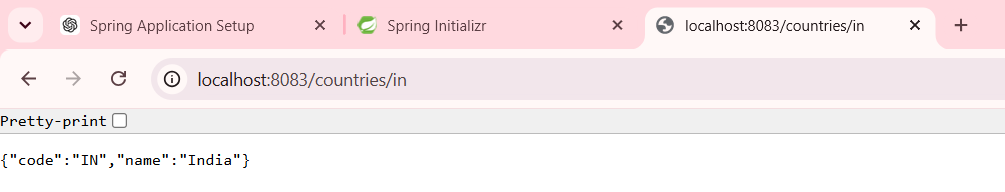 Spring Application Setup
Spring Initializr
localhost:8083/countries/in
localhost:8083/countries/in
Pretty-print
{"code":"IN","name":"India"}